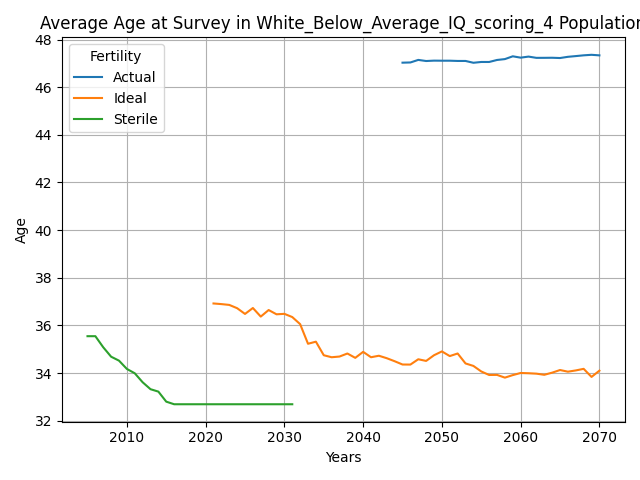 Average Age at Survey in White_Below_Average_IQ_scoring_4 Population
Fertility
Actual
Ideal
Sterile
48
46
44
42
40
38
36
34
32
Age
2010
2020
2030
2040
2050
2060
2070
Years